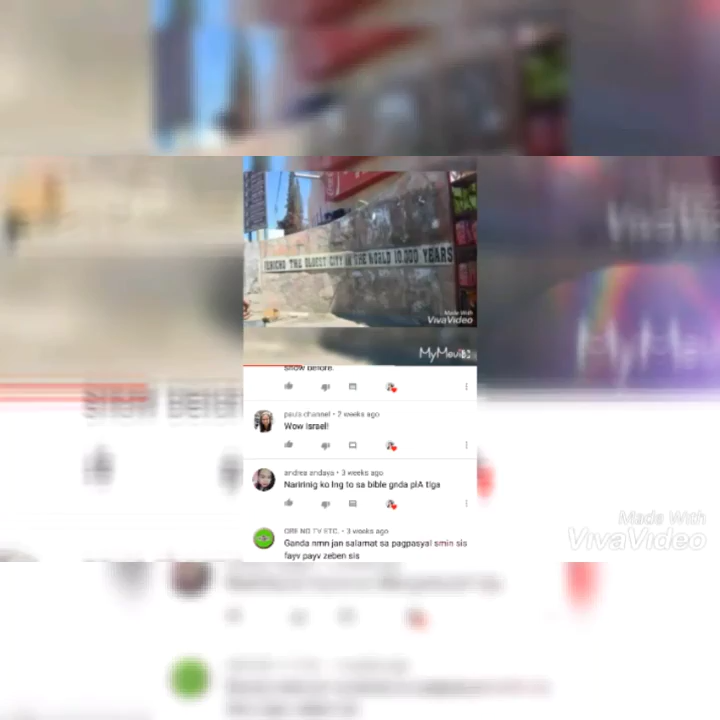 JERICHO THE OLDEST CITY IN THE WORLD 10.000 YEARS
Made With
VivaVideo
MyMovie
show before.
paula channel • 2 weeks ago
Wow Israel!
andrea andaya • 3 weeks ago
Naririnig ko lng to sa bible gnda plA tlga
TV ETC. • 3 weeks ago
Ganda nmn jan salamat sa pagpasyal smin sis
fayv payv zeben sis
Made With
VivaVideo